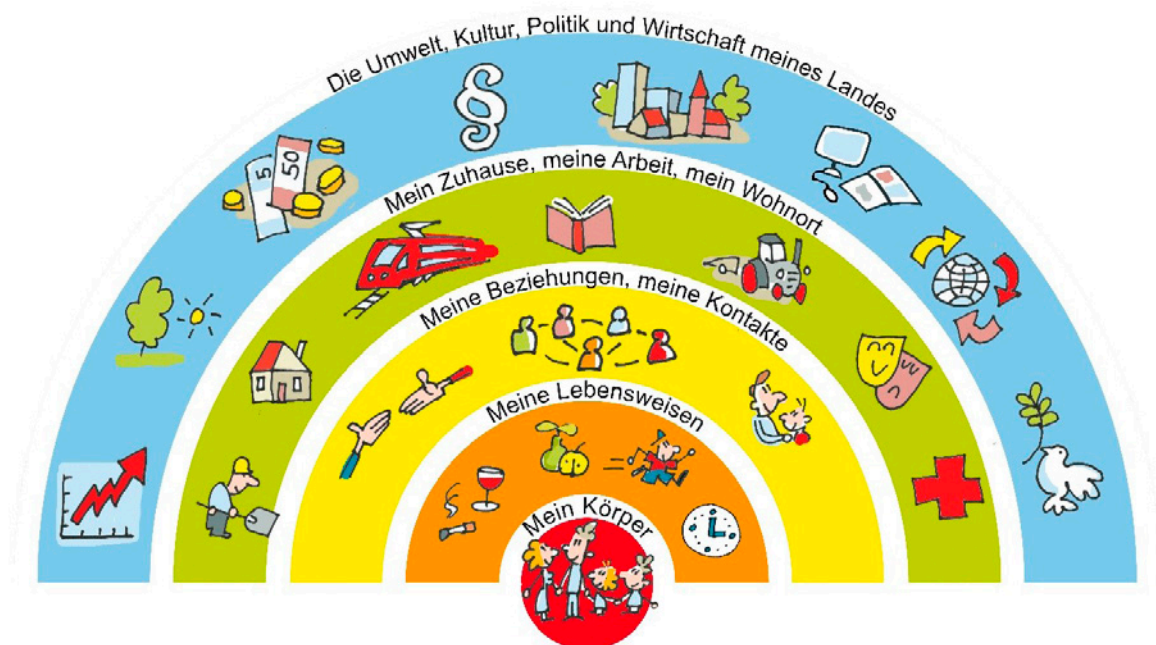 Die Umwelt, Kultur, Politik und Wirtschaft meines Landes
§
5
50
Mein Zuhause, meine Arbeit, mein Wohnort
Meine Beziehungen, meine Kontakte
Meine Lebensweisen
Mein Körper